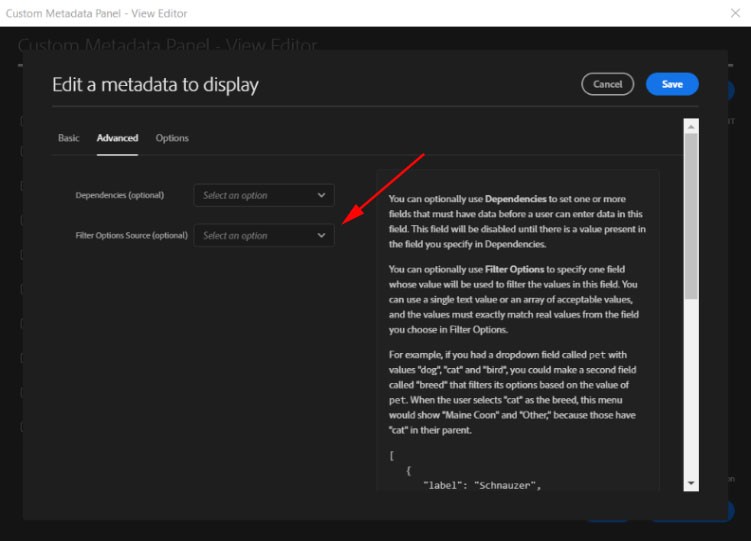 Custom Metadata Panel - View Editor
Custom Metadata Panel - View Editor
Edit a metadata to display
Cancel
Save
Basic
Advanced
Options
Dependencies (optional)
Select an option
Filter Options Source (optional)
Select an option
You can optionally use Dependencies to set one or more
fields that must have data before a user can enter data in this
field. This field will be disabled until there is a value present in
the field you specify in Dependencies.
You can optionally use Filter Options to specify one field
whose value will be used to filter the values in this field. You
can use a single text value or an array of acceptable values,
and the values must exactly match real values from the field
you choose in Filter Options.
For example, if you had a dropdown field called pet with
values "dog", "cat" and "bird", you could make a second field
called "breed" that filters its options based on the value of
pet. When the user selects "cat" as the breed, this menu
would show "Maine Coon" and "Other," because those have
"cat" in their parent.
[
{
"label": "Schnauzer",